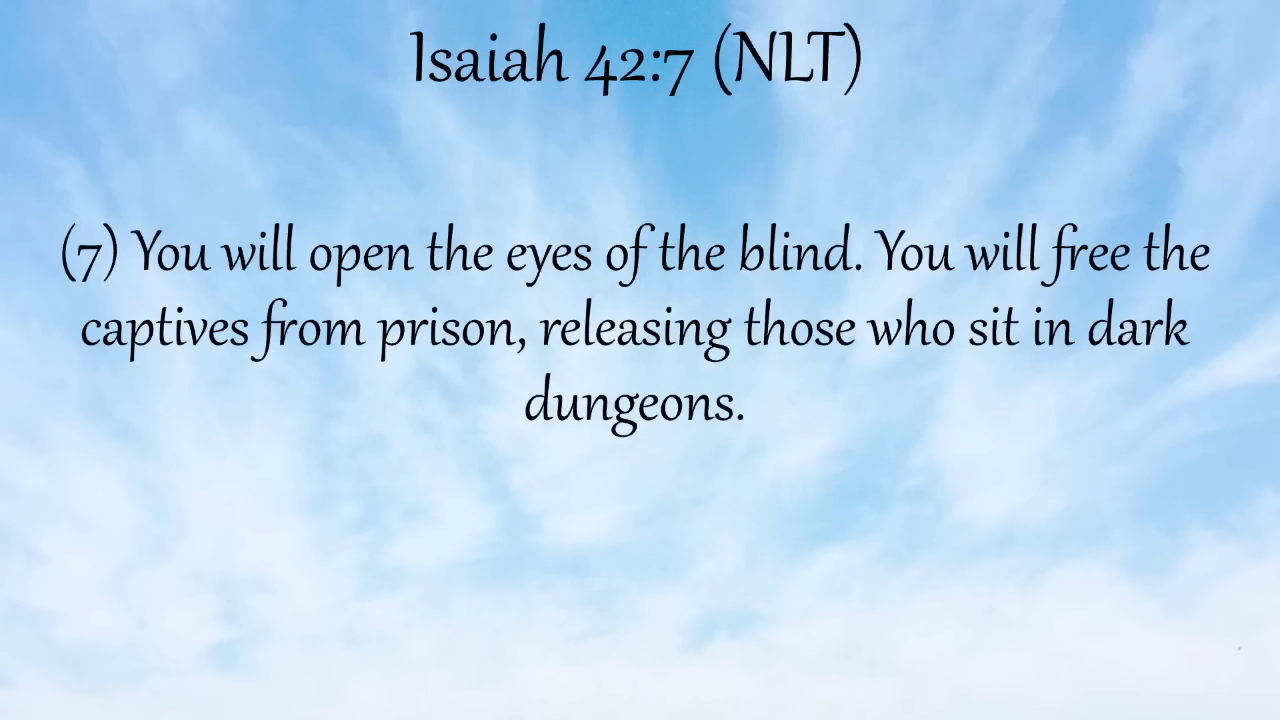 Isaiah 42:7 (NLT)
(7) You will open the eyes of the blind. You will free the
captives from prison, releasing those who sit in dark
dungeons.